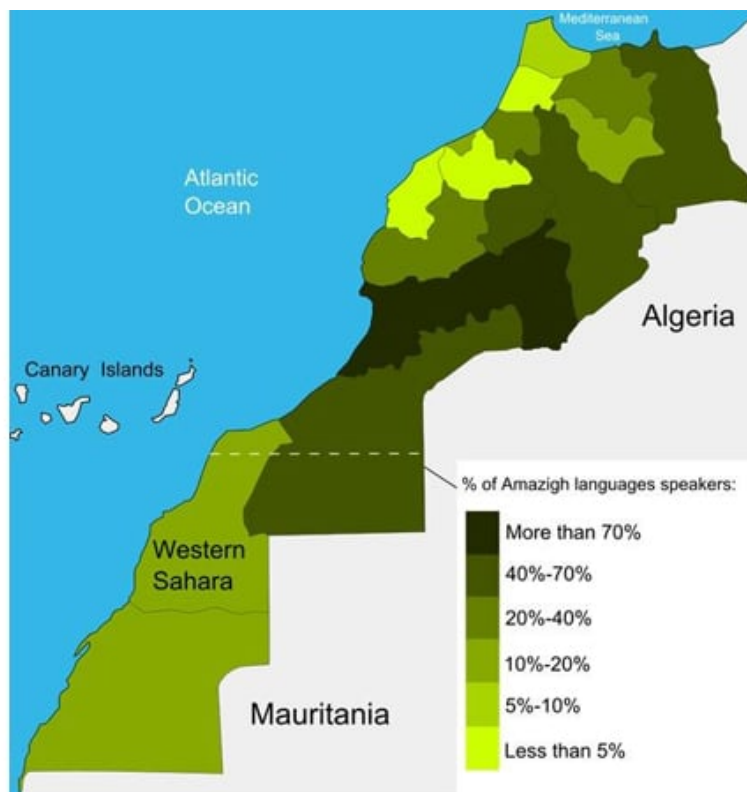 Mediterranean
Sea
Atlantic
Ocean
Algeria
Canary Islands
% of Amazigh languages speakers:
More than 70%
40%-70%
20%-40%
10%-20%
5%-10%
Less than 5%
Western
Sahara
Mauritania